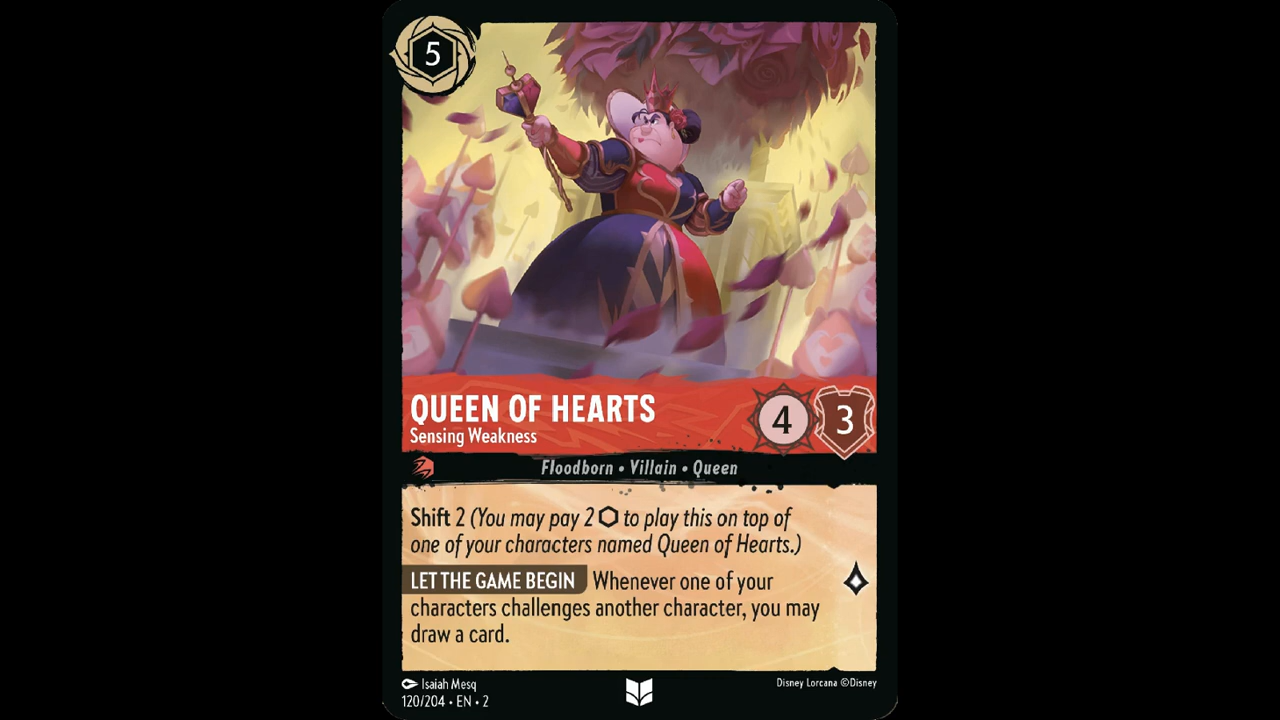 5
QUEEN OF HEARTS
Sensing Weakness
4
3
Floodborn • Villain • Queen
Shift 2 (You may pay 2 to play this on top of
one of your characters named Queen of Hearts.)
LET THE GAME BEGIN Whenever one of your
characters challenges another character, you may
draw a card.
Isaiah Mesq
120/204 • EN • 2
Disney Lorcana ©Disney